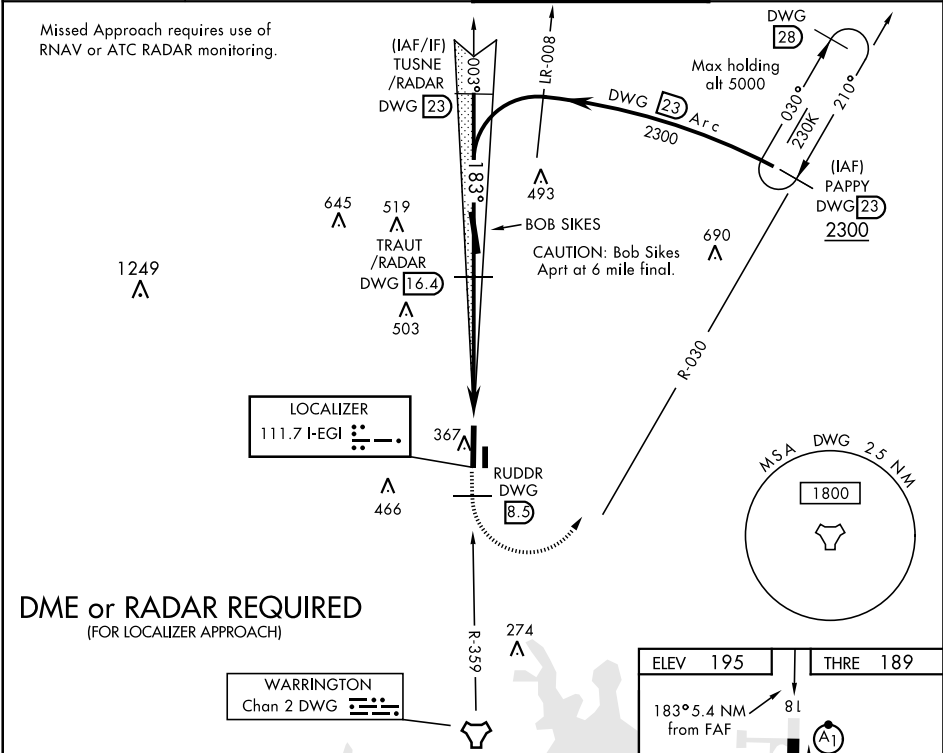 Missed Approach requires use of
RNAV or ATC RADAR monitoring.
(IAF/IF)
TUSNE
/RADAR
DWG 23
003°
LR-008
DWG 23 Arc
2300
DWG
28
Max holding
alt 5000
030°
230K
210°
(IAF)
PAPPY
DWG 23
2300
183°
493
645
519
BOB SIKES
690
CAUTION: Bob Sikes
Aprt at 6 mile final.
TRAUT
/RADAR
DWG 16.4
1249
503
R-030
LOCALIZER
111.7 I-EGI
367
RUDDR
DWG
8.5
466
MSA DWG 25 NM
1800
DME or RADAR REQUIRED
(FOR LOCALIZER APPROACH)
R-359
274
WARRINGTON
Chan 2 DWG
ELEV 195
THRE 189
183° 5.4 NM
from FAF
18
A1